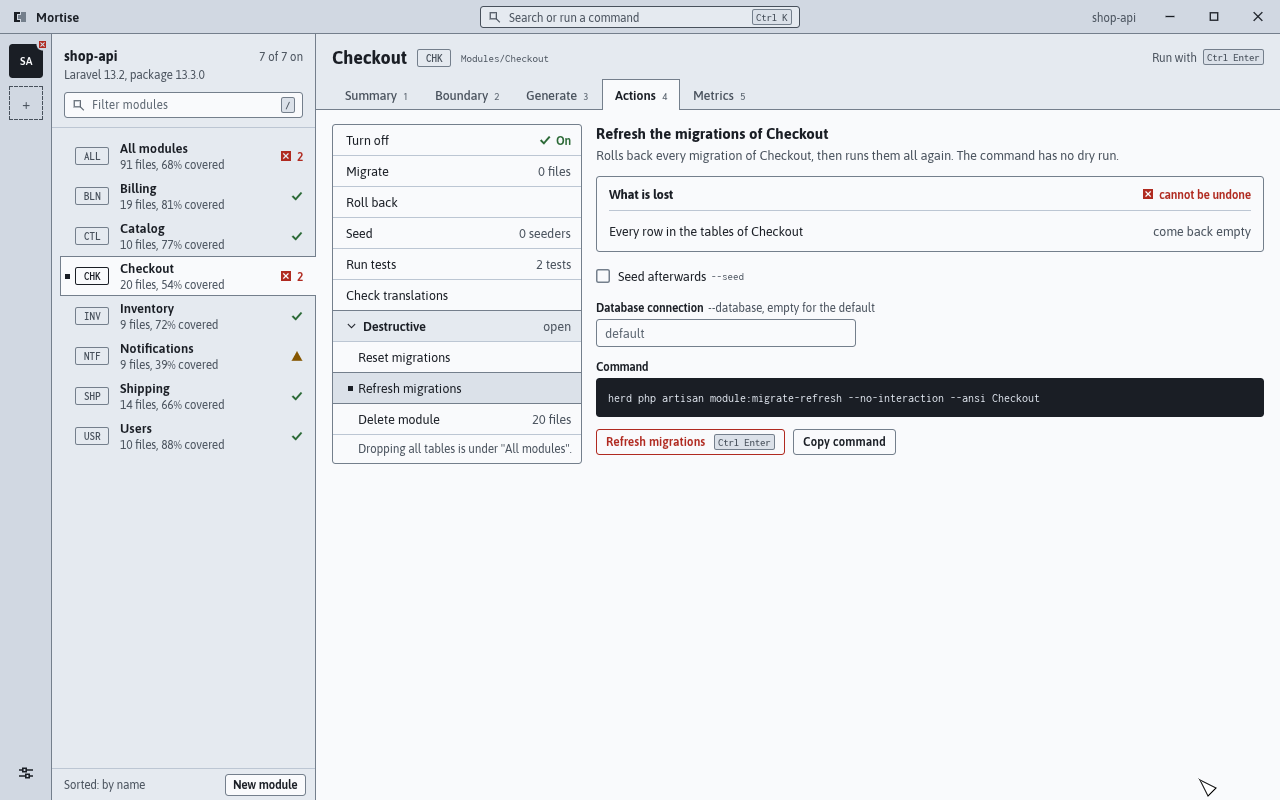 Mortise
Search or run a command
Ctrl K
shop-api
SA
+
shop-api
7 of 7 on
Laravel 13.2, package 13.3.0
Filter modules
/
ALL
All modules
91 files, 68% covered
2
BLN
Billing
19 files, 81% covered
CTL
Catalog
10 files, 77% covered
CHK
Checkout
20 files, 54% covered
2
INV
Inventory
9 files, 72% covered
NTF
Notifications
9 files, 39% covered
SHP
Shipping
14 files, 66% covered
USR
Users
10 files, 88% covered
Sorted: by name
New module
Checkout
CHK
Modules/Checkout
Run with
Ctrl Enter
Summary 1
Boundary 2
Generate 3
Actions 4
Metrics 5
Turn off
On
Migrate
0 files
Roll back
Seed
0 seeders
Run tests
2 tests
Check translations
Destructive
open
Reset migrations
Refresh migrations
Delete module
20 files
Dropping all tables is under "All modules".
Refresh the migrations of Checkout
Rolls back every migration of Checkout, then runs them all again. The command has no dry run.
What is lost
cannot be undone
Every row in the tables of Checkout
come back empty
Seed afterwards --seed
Database connection --database, empty for the default
default
Command
herd php artisan module:migrate-refresh --no-interaction --ansi Checkout
Refresh migrations
Ctrl Enter
Copy command